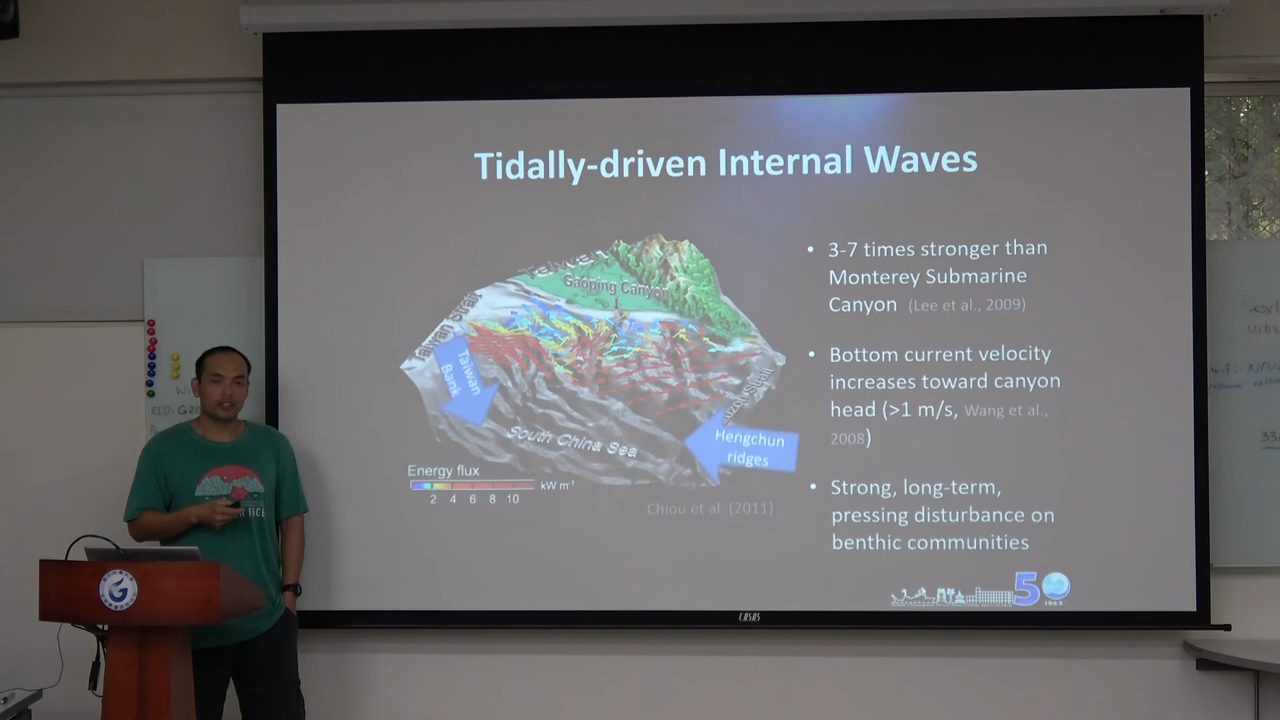 Tidally-driven Internal Waves
Taiwan
Gaoping Canyon
Taiwan Strait
Taiwan
Bank
South China Sea
Hengchun
ridges
Energy flux
kW m-1
2 4 6 8 10
Chiou et al. (2011)
• 3-7 times stronger than
Monterey Submarine
Canyon (Lee et al., 2009)
• Bottom current velocity
increases toward canyon
head (>1 m/s, Wang et al.,
2008)
• Strong, long-term,
pressing disturbance on
benthic communities
50
1968